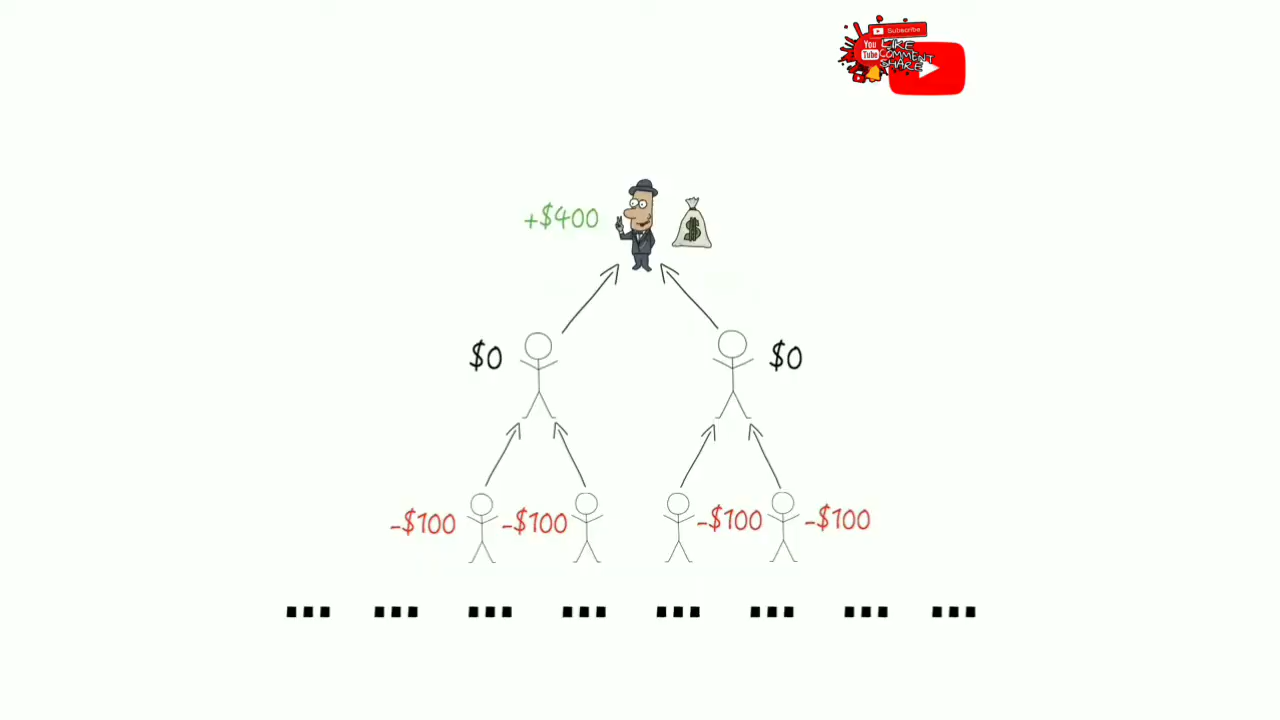 Subscribe
You
Tube
LIKE
COMMENT
SHARE
+$400
$
$0
$0
-$100
-$100
-$100
-$100